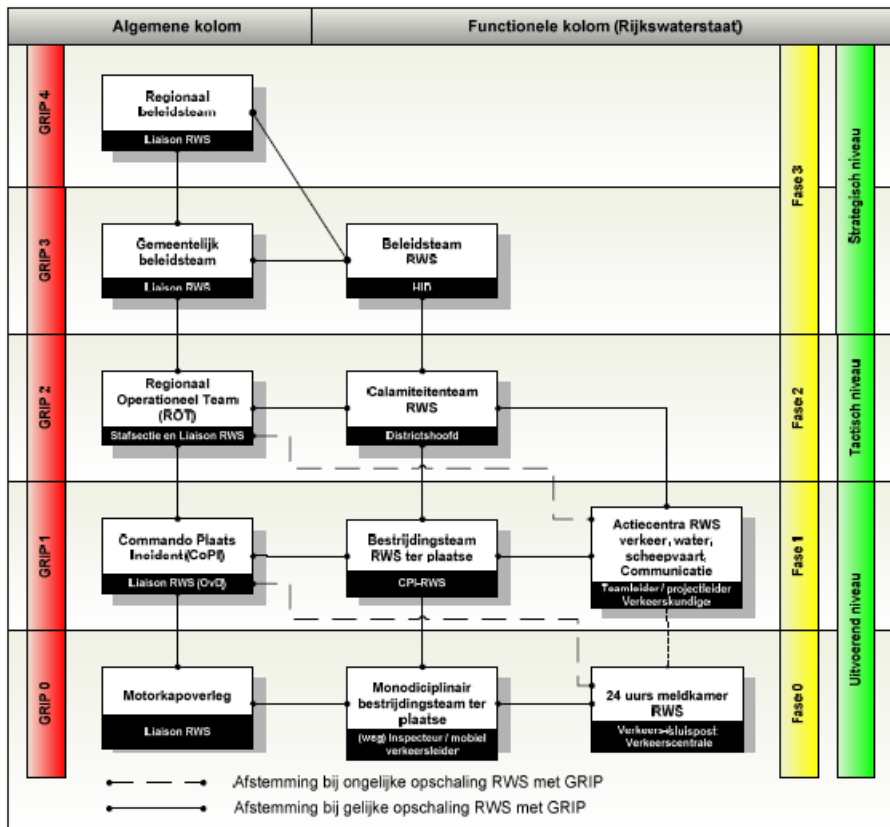 Algemene kolom
Functionele kolom (Rijkswaterstaat)
GRIP 4
Regionaal
beleidsteam
Liaison RWS
Fase 3
Strategisch niveau
GRIP 3
Gemeentelijk
beleidsteam
Liaison RWS
Beleidsteam
RWS
HID
GRIP 2
Regionaal
Operationeel Team
(ROT)
Stafsectie en Liaison RWS
Calamiteitenteam
RWS
Districtshoofd
Fase 2
Tactisch niveau
GRIP 1
Commando Plaats
Incident(CoPI)
Liaison RWS (OvD)
Bestrijdingsteam
RWS ter plaatse
CPI-RWS
Actiecentra RWS
verkeer, water,
scheepvaart,
Communicatie
Teamleider / projectleider
Verkeerskundige
Fase 1
Uitvoerend niveau
GRIP 0
Motorkapoverleg
Liaison RWS
Monodiciplinair
bestrijdingsteam ter
plaatse
(weg) Inspecteur / mobiel
verkeersleider
24 uurs meldkamer
RWS
Verkeers-sluispost
Verkeerscentrale
Fase 0
Afstemming bij ongelijke opschaling RWS met GRIP
Afstemming bij gelijke opschaling RWS met GRIP